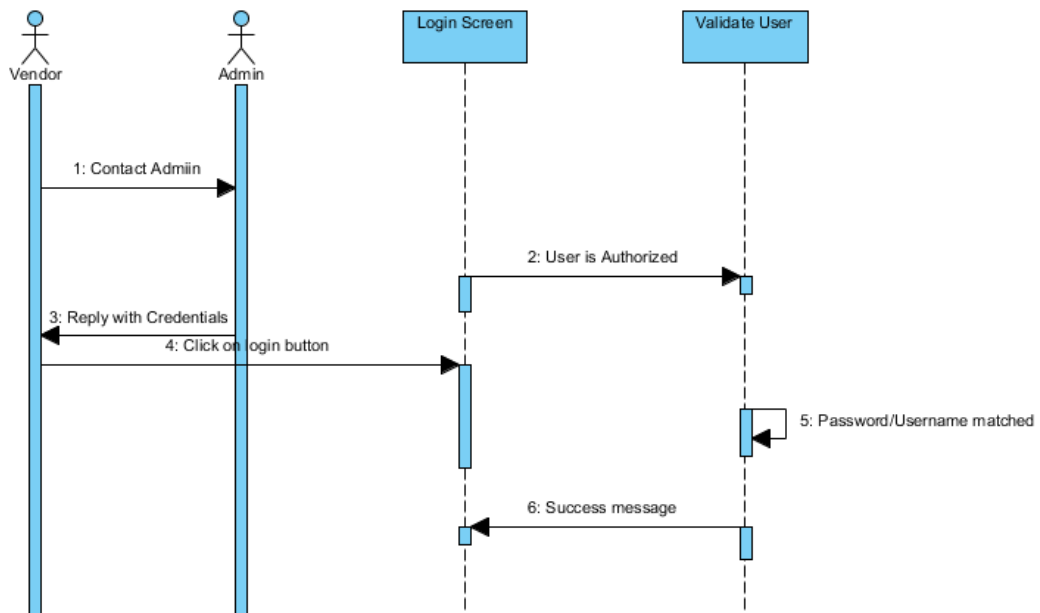 Login Screen
Validate User
Vendor
Admin
1: Contact Admiin
2: User is Authorized
3: Reply with Credentials
4: Click on login button
5: Password/Username matched
6: Success message